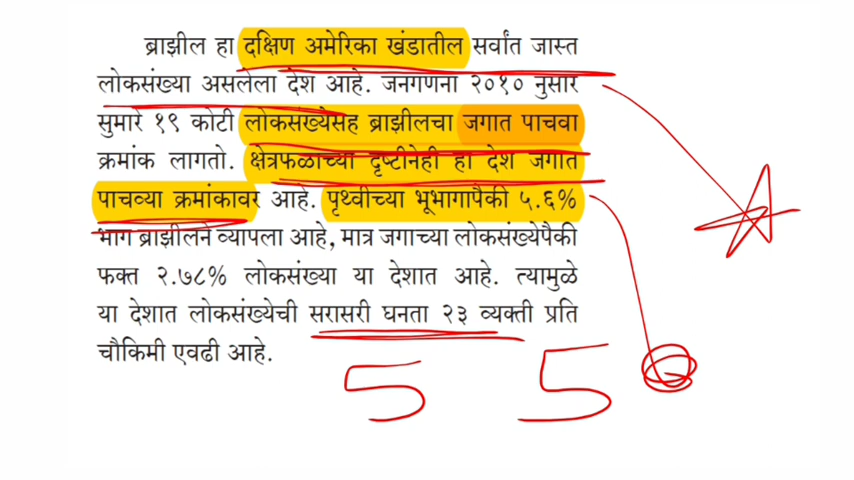 ब्राझील हा दक्षिण अमेरिका खंडातील सर्वांत जास्त
लोकसंख्या असलेला देश आहे. जनगणना २०१० नुसार
सुमारे १९ कोटी लोकसंख्येसह ब्राझीलचा जगात पाचवा
क्रमांक लागतो. क्षेत्रफळाच्या दृष्टीनेही हा देश जगात
पाचव्या क्रमांकावर आहे. पृथ्वीच्या भूभागापैकी ५.६%
भाग ब्राझीलने व्यापला आहे, मात्र जगाच्या लोकसंख्येपैकी
फक्त २.७८% लोकसंख्या या देशात आहे. त्यामुळे
या देशात लोकसंख्येची सरासरी घनता २३ व्यक्ती प्रति
चौकिमी एवढी आहे.
5 5